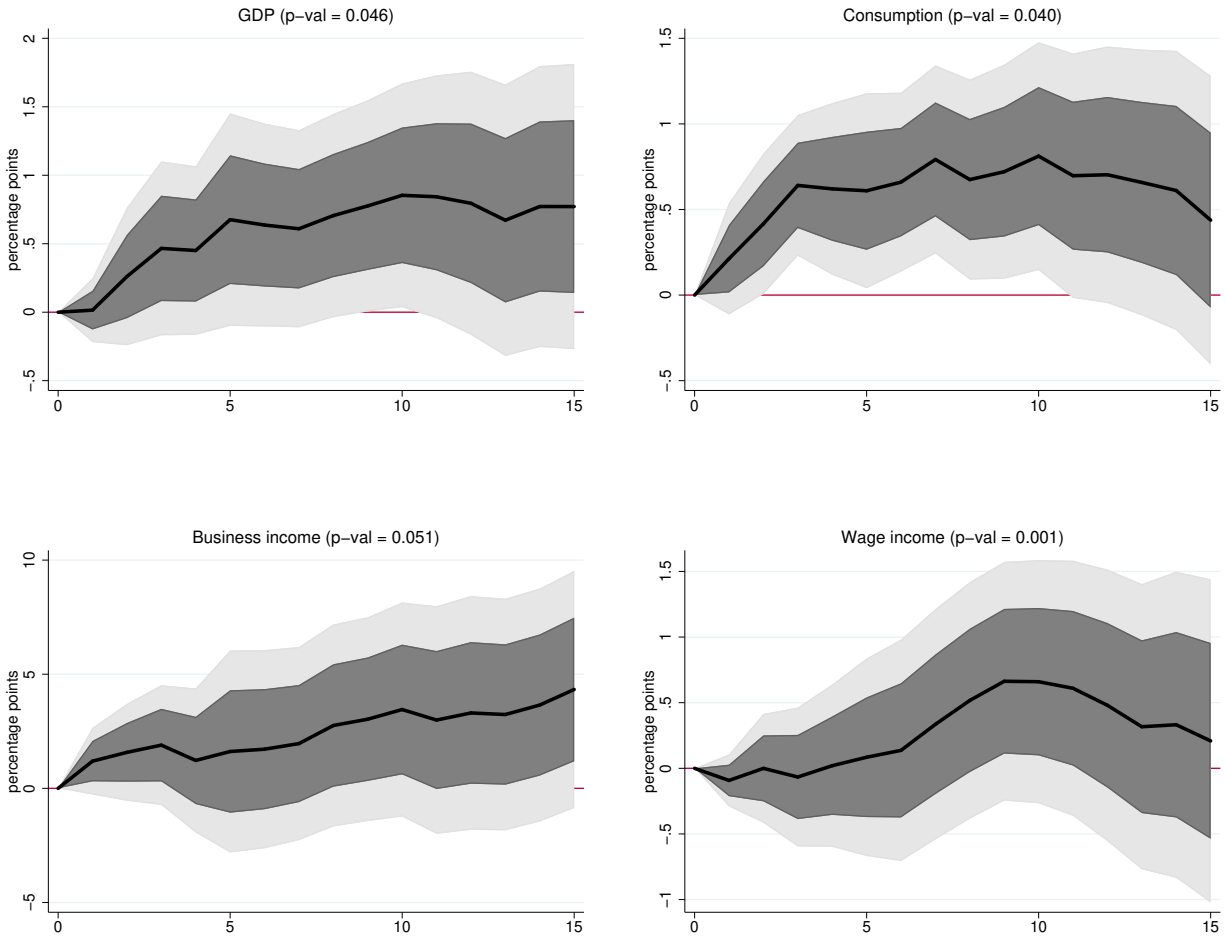 GDP (p−val = 0.046)
percentage points
2
1.5
1
.5
0
−.5
0 5 10 15
Consumption (p−val = 0.040)
percentage points
1.5
1
.5
0
−.5
0 5 10 15
Business income (p−val = 0.051)
percentage points
10
5
0
−5
0 5 10 15
Wage income (p−val = 0.001)
percentage points
1.5
1
.5
0
−.5
−1
0 5 10 15